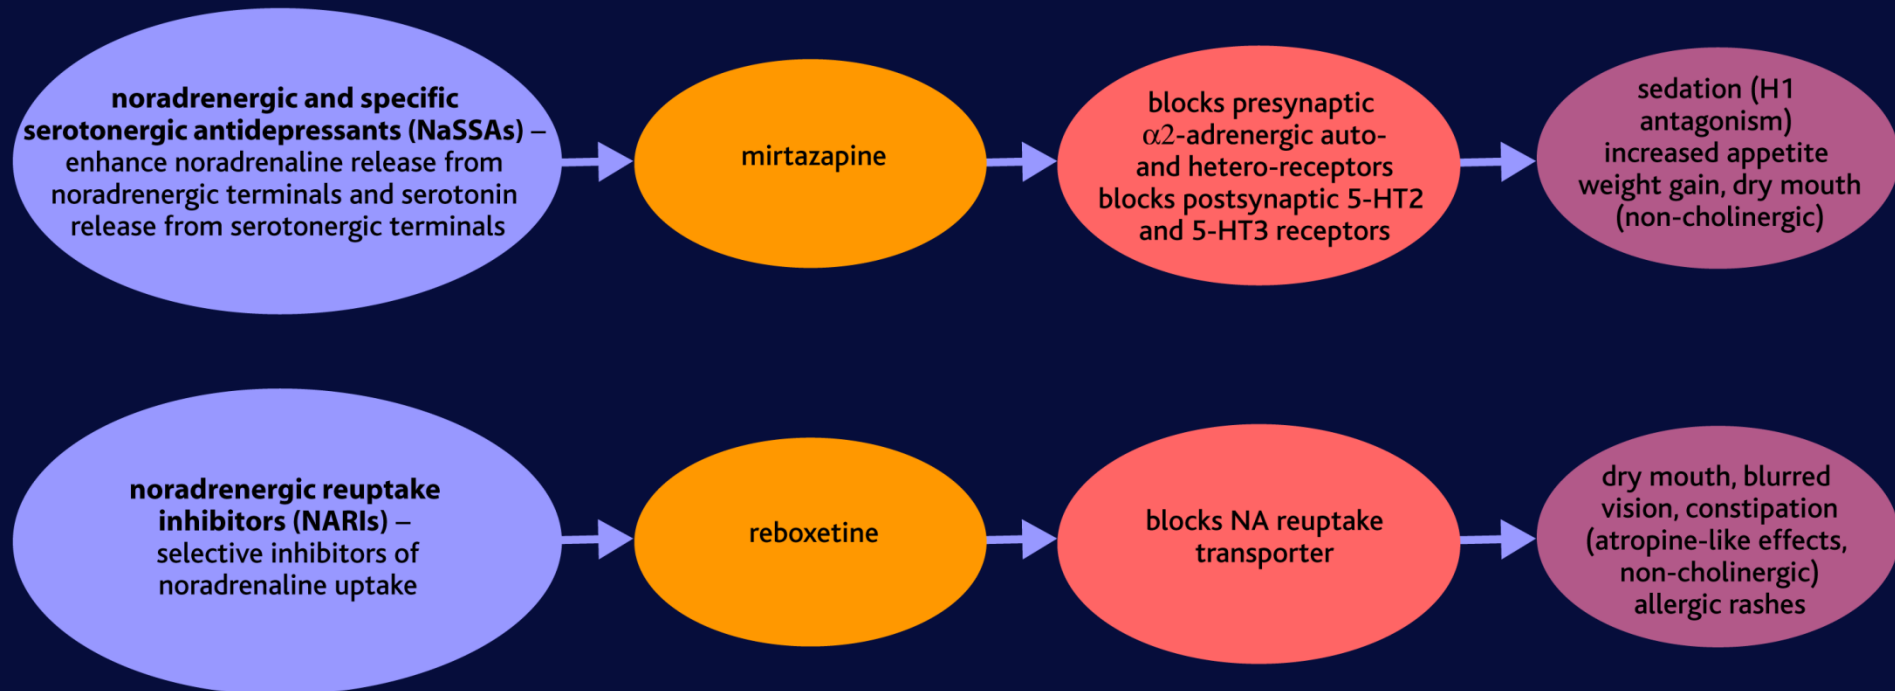 noradrenergic and specific
serotonergic antidepressants (NaSSAs) –
enhance noradrenaline release from
noradrenergic terminals and serotonin
release from serotonergic terminals
mirtazapine
blocks presynaptic
α2-adrenergic auto-
and hetero-receptors
blocks postsynaptic 5-HT2
and 5-HT3 receptors
sedation (H1
antagonism)
increased appetite
weight gain, dry mouth
(non-cholinergic)
noradrenergic reuptake
inhibitors (NARIs) –
selective inhibitors of
noradrenaline uptake
reboxetine
blocks NA reuptake
transporter
dry mouth, blurred
vision, constipation
(atropine-like effects,
non-cholinergic)
allergic rashes